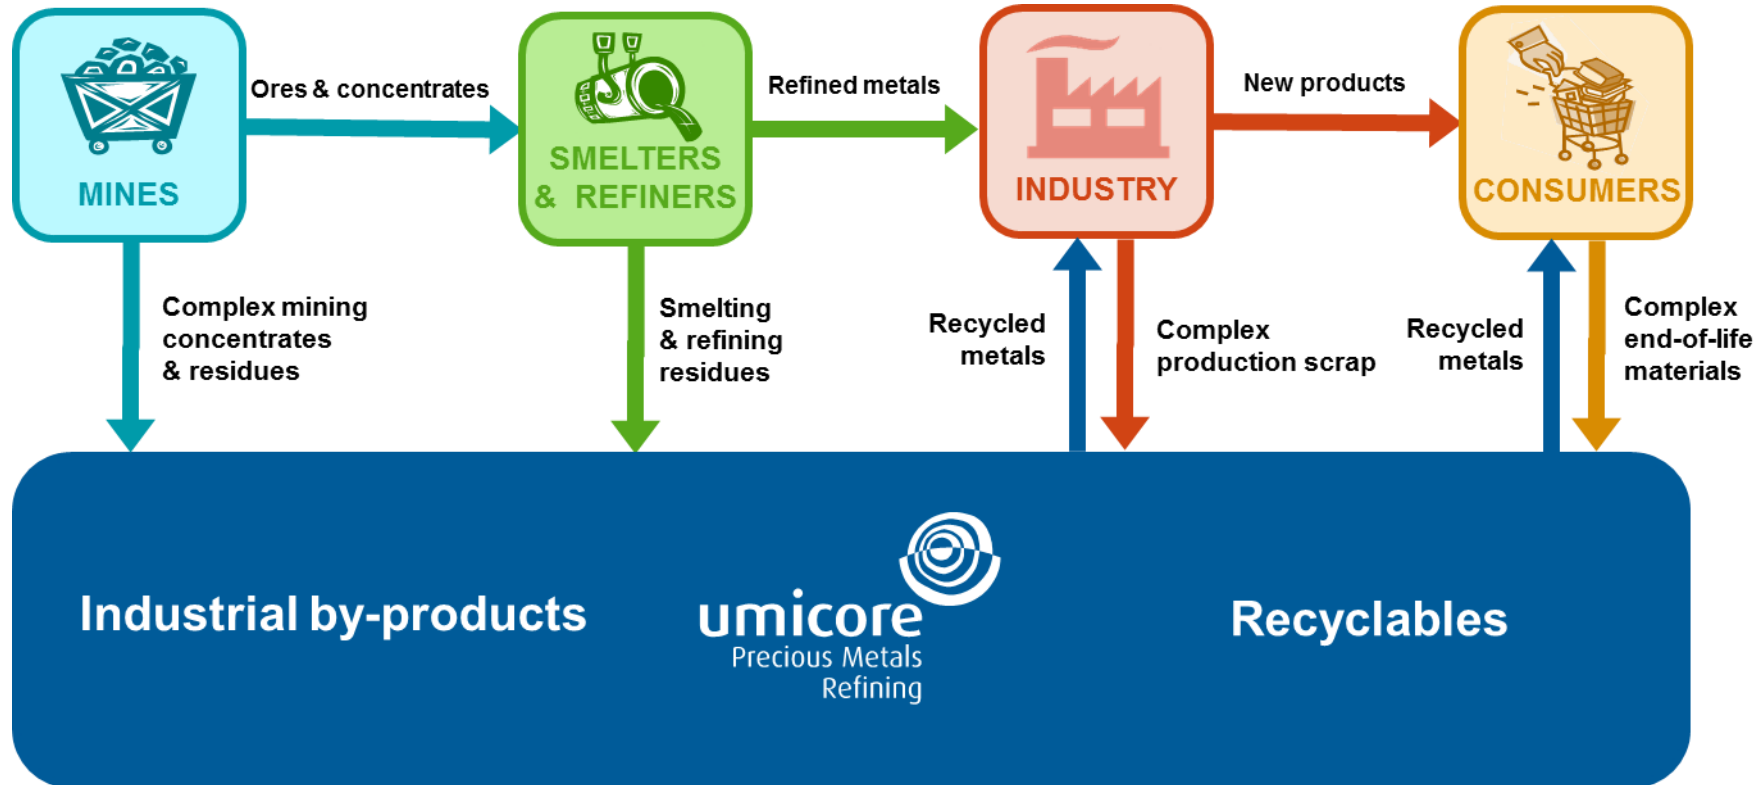 Ores & concentrates
Refined metals
New products
MINES
SMELTERS
& REFINERS
INDUSTRY
CONSUMERS
Complex mining
concentrates
& residues
Smelting
& refining
residues
Recycled
metals
Complex
production scrap
Recycled
metals
Complex
end-of-life
materials
Industrial by-products
umicore
Precious Metals
Refining
Recyclables